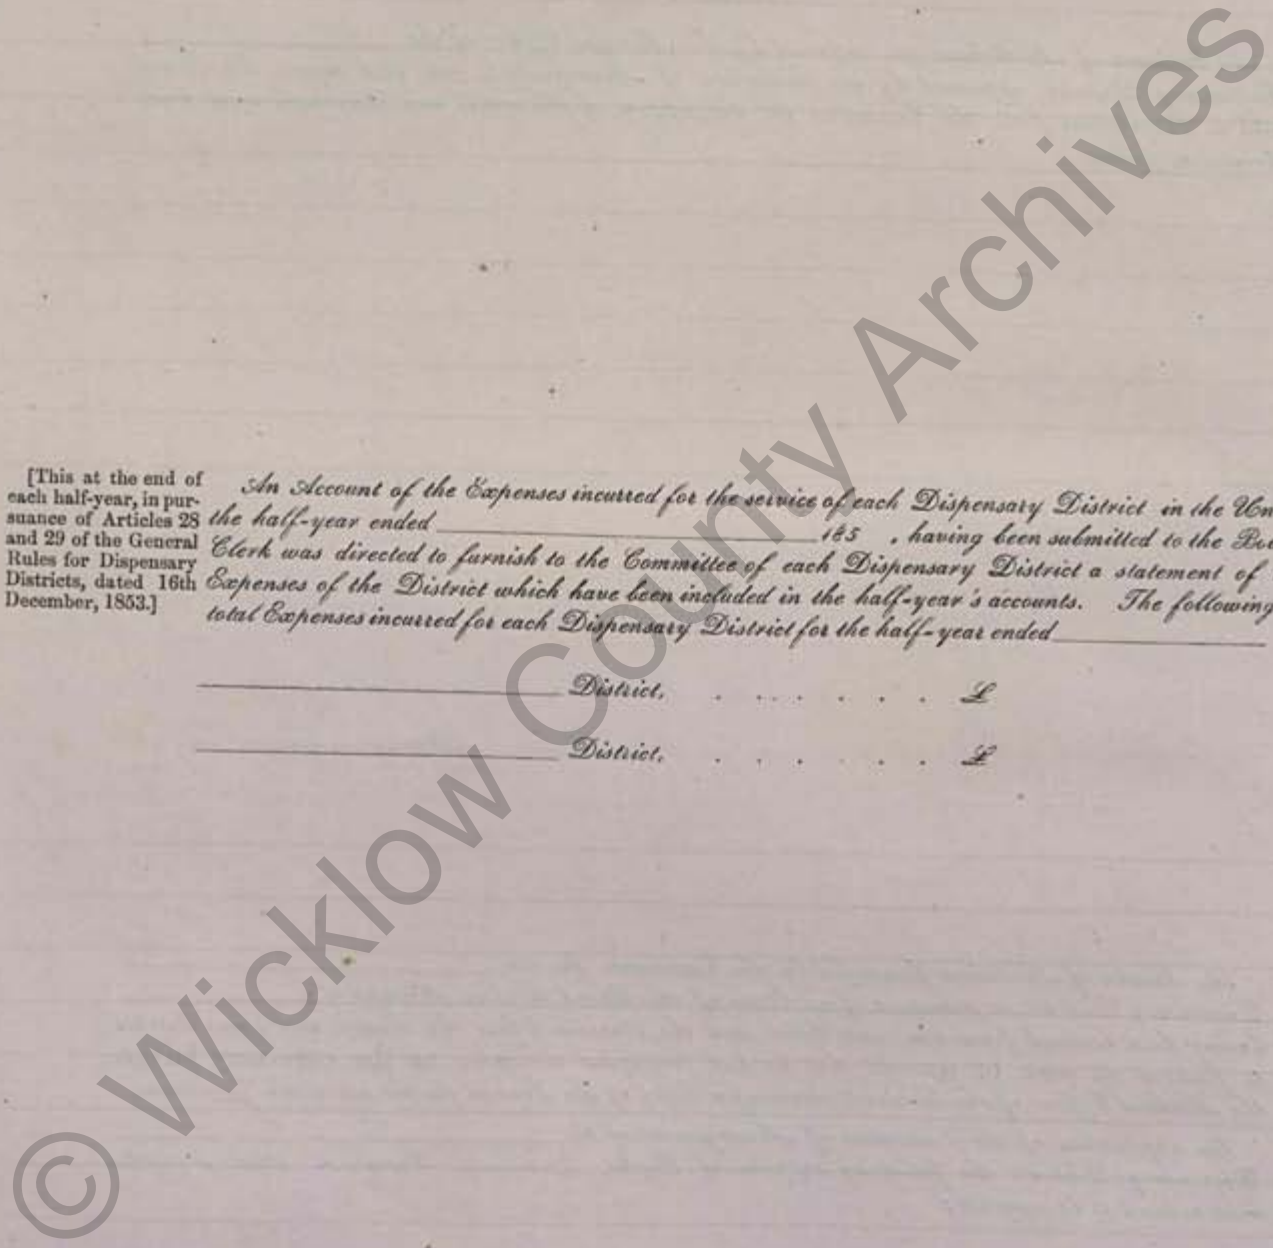 [This at the end of
each half-year, in pur-
suance of Articles 28
and 29 of the General
Rules for Dispensary
Districts, dated 16th
December, 1853.]
An Account of the Expenses incurred for the service of each Dispensary District in the Un
the half-year ended 185 , having been submitted to the Bo
Clerk was directed to furnish to the Committee of each Dispensary District a statement of
Expenses of the District which have been included in the half-year's accounts. The following
total Expenses incurred for each Dispensary District for the half-year ended
District, . . . . . . . £
District, . . . . . . £
© Wicklow County Archives